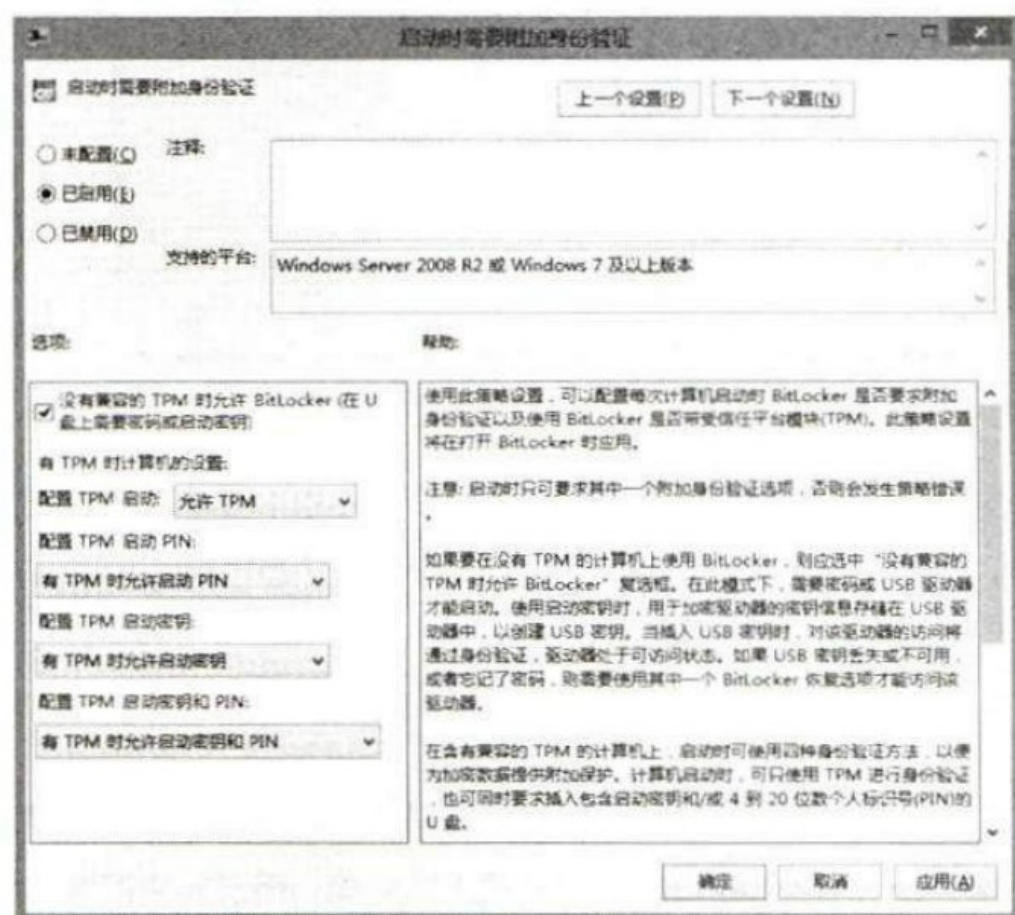 启动时需要附加身份验证
启动时需要附加身份验证
上一个设置(P) 下一个设置(N)
未配置(C) 注释:
已启用(E)
已禁用(D)
支持的平台: Windows Server 2008 R2 或 Windows 7 及以上版本
选项: 帮助:
没有兼容的 TPM 时允许 BitLocker (在 U
盘上需要密码或启动密钥)
有 TPM 时计算机的设置:
配置 TPM 启动: 允许 TPM
配置 TPM 启动 PIN:
有 TPM 时允许启动 PIN
配置 TPM 启动密钥:
有 TPM 时允许启动密钥
配置 TPM 启动密钥和 PIN:
有 TPM 时允许启动密钥和 PIN
使用此策略设置，可以配置每次计算机启动时 BitLocker 是否要求附加
身份验证以及使用 BitLocker 是否带受信任平台模块(TPM)。此策略设置
将在打开 BitLocker 时应用。
注意: 启动时只可要求其中一个附加身份验证选项，否则会发生策略错误
。
如果要在没有 TPM 的计算机上使用 BitLocker，则应选中“没有兼容的
TPM 时允许 BitLocker”复选框。在此模式下，需要密码或 USB 驱动器
才能启动。使用启动密钥时，用于加密驱动器的密钥信息存储在 USB 驱
动器中，以创建 USB 密钥。当插入 USB 密钥时，对该驱动器的访问将
通过身份验证，驱动器处于可访问状态。如果 USB 密钥丢失或不可用，
或者忘记了密码，则需要使用其中一个 BitLocker 恢复选项才能访问该
驱动器。
在含有兼容的 TPM 的计算机上，启动时可使用四种身份验证方法，以便
为加密数据提供附加保护。计算机启动时，可只使用 TPM 进行身份验证
，也可同时要求插入包含启动密钥和/或 4 到 20 位数个人标识号(PIN)的
U 盘。
确定 取消 应用(A)